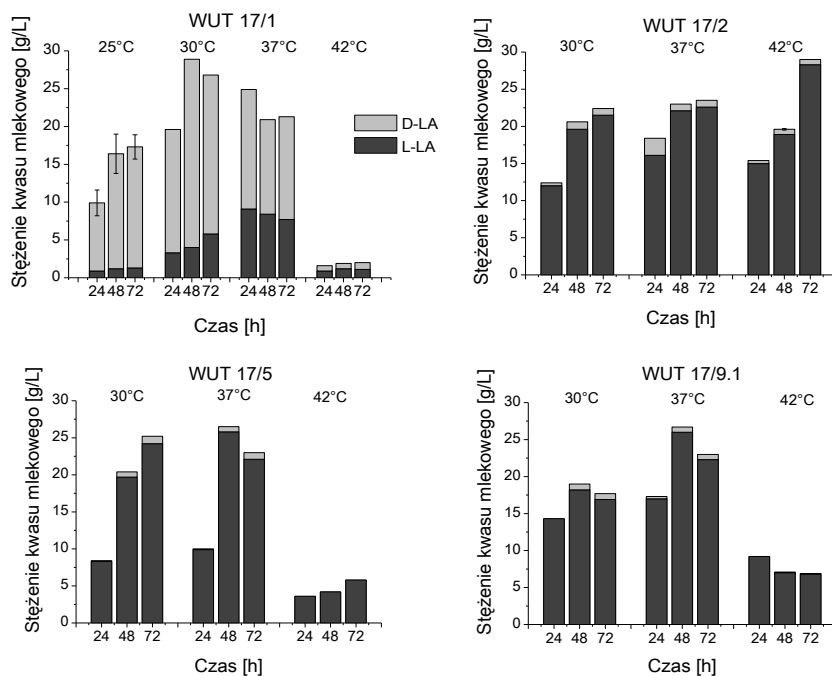 WUT 17/1
Stężenie kwasu mlekowego [g/L]
30
25
20
15
10
5
0
25°C 30°C 37°C 42°C
D-LA
L-LA
24 48 72 24 48 72 24 48 72 24 48 72
Czas [h]
WUT 17/2
Stężenie kwasu mlekowego [g/L]
30
25
20
15
10
5
0
30°C 37°C 42°C
24 48 72 24 48 72 24 48 72
Czas [h]
WUT 17/5
Stężenie kwasu mlekowego [g/L]
30
25
20
15
10
5
0
30°C 37°C 42°C
24 48 72 24 48 72 24 48 72
Czas [h]
WUT 17/9.1
Stężenie kwasu mlekowego [g/L]
30
25
20
15
10
5
0
30°C 37°C 42°C
24 48 72 24 48 72 24 48 72
Czas [h]